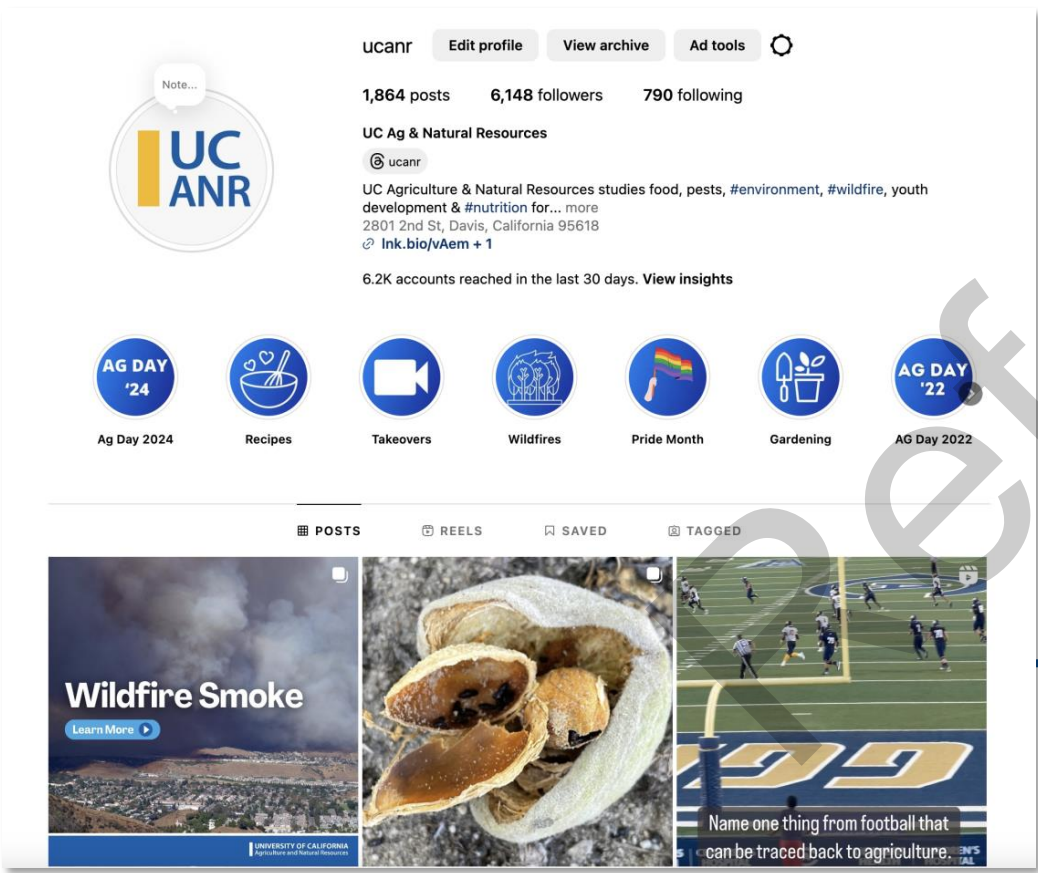 ucanr Edit profile View archive Ad tools
Note...
1,864 posts 6,148 followers 790 following
UC
ANR
UC Ag & Natural Resources
ucanr
UC Agriculture & Natural Resources studies food, pests, #environment, #wildfire, youth
development & #nutrition for... more
2801 2nd St, Davis, California 95618
lnk.bio/vAem + 1
6.2K accounts reached in the last 30 days. View insights
AG DAY
'24
AG DAY
'22
Ag Day 2024 Recipes Takeovers Wildfires Pride Month Gardening AG Day 2022
POSTS REELS SAVED TAGGED
Wildfire Smoke
Learn More
UNIVERSITY OF CALIFORNIA
Agriculture and Natural Resources
Name one thing from football that
can be traced back to agriculture.